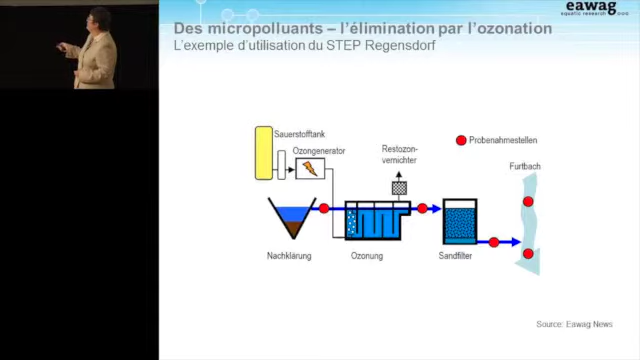 eawag
aquatic research
Des micropolluants – l'élimination par l'ozonation
L'exemple d'utilisation du STEP Regensdorf
Sauerstofftank
Ozongenerator
Restozon-
vernichter
Probenahmestellen
Furtbach
Nachklärung
Ozonung
Sandfilter
Source: Eawag News